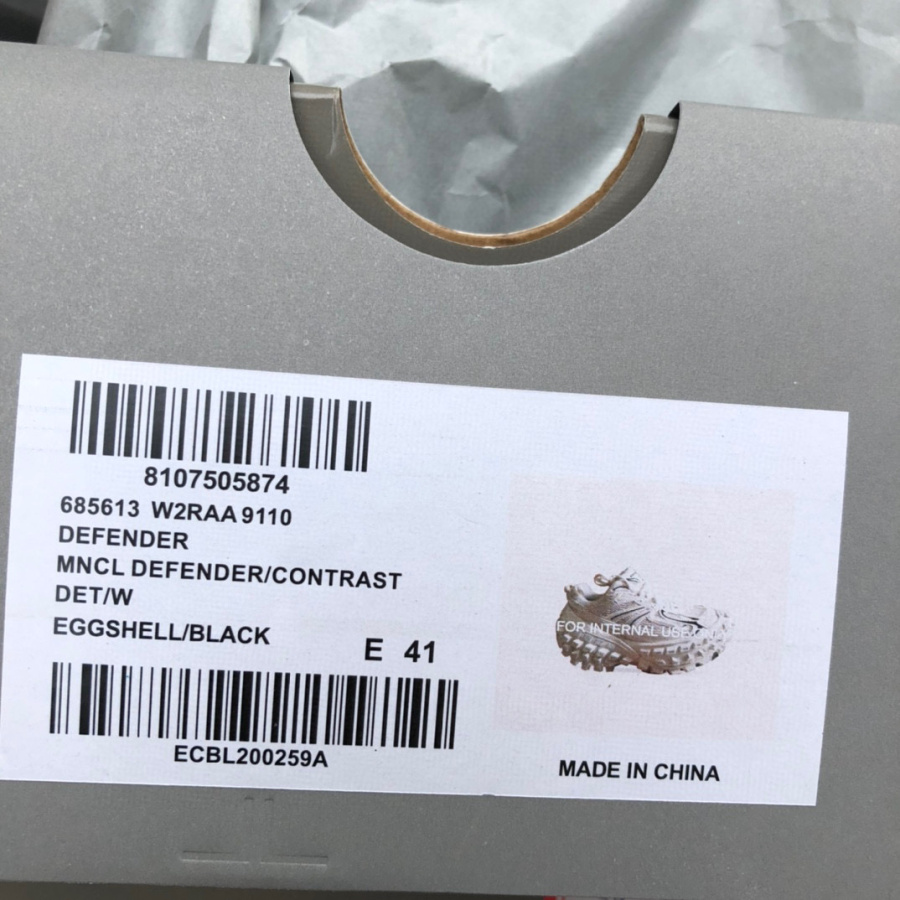 8107505874
685613 W2RAA 9110
DEFENDER
MNCL DEFENDER/CONTRAST
DET/W
EGGSHELL/BLACK
E 41
ECBL200259A
FOR INTERNAL USE
MADE IN CHINA